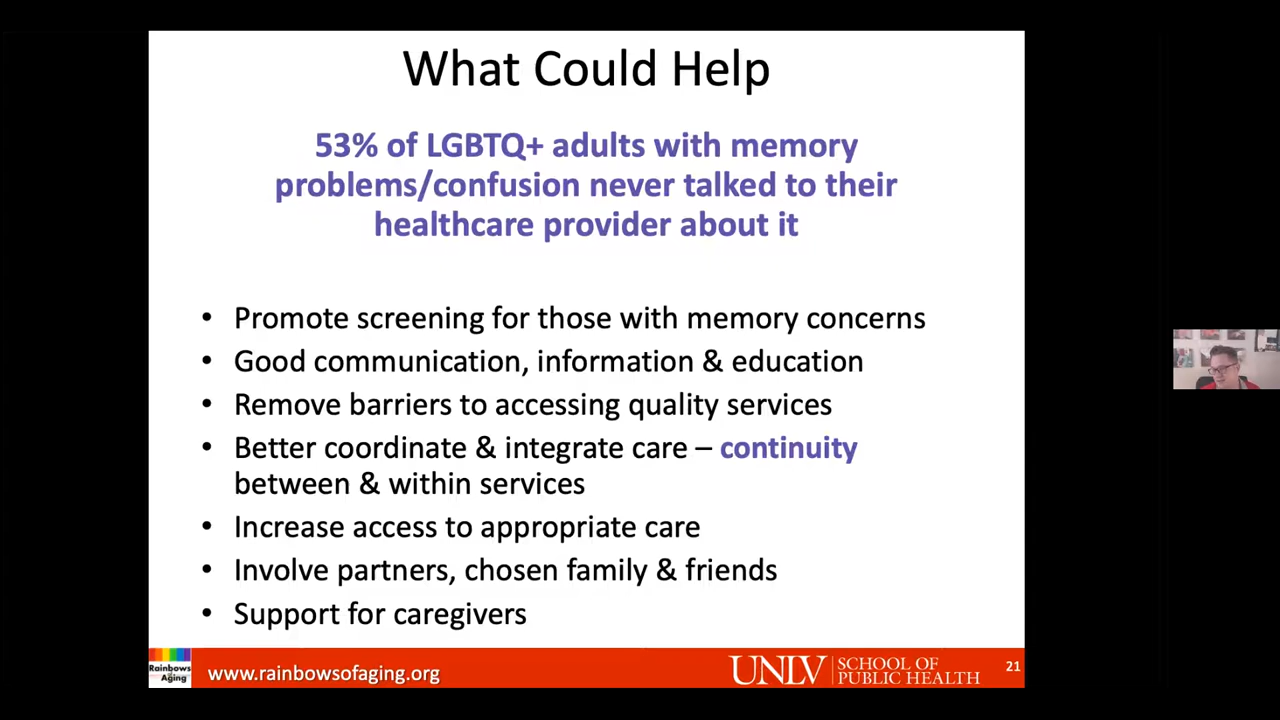 What Could Help
53% of LGBTQ+ adults with memory
problems/confusion never talked to their
healthcare provider about it
• Promote screening for those with memory concerns
• Good communication, information & education
• Remove barriers to accessing quality services
• Better coordinate & integrate care – continuity
between & within services
• Increase access to appropriate care
• Involve partners, chosen family & friends
• Support for caregivers
Rainbows
of
Aging
www.rainbowsofaging.org
UNLV
SCHOOL OF
PUBLIC HEALTH
21